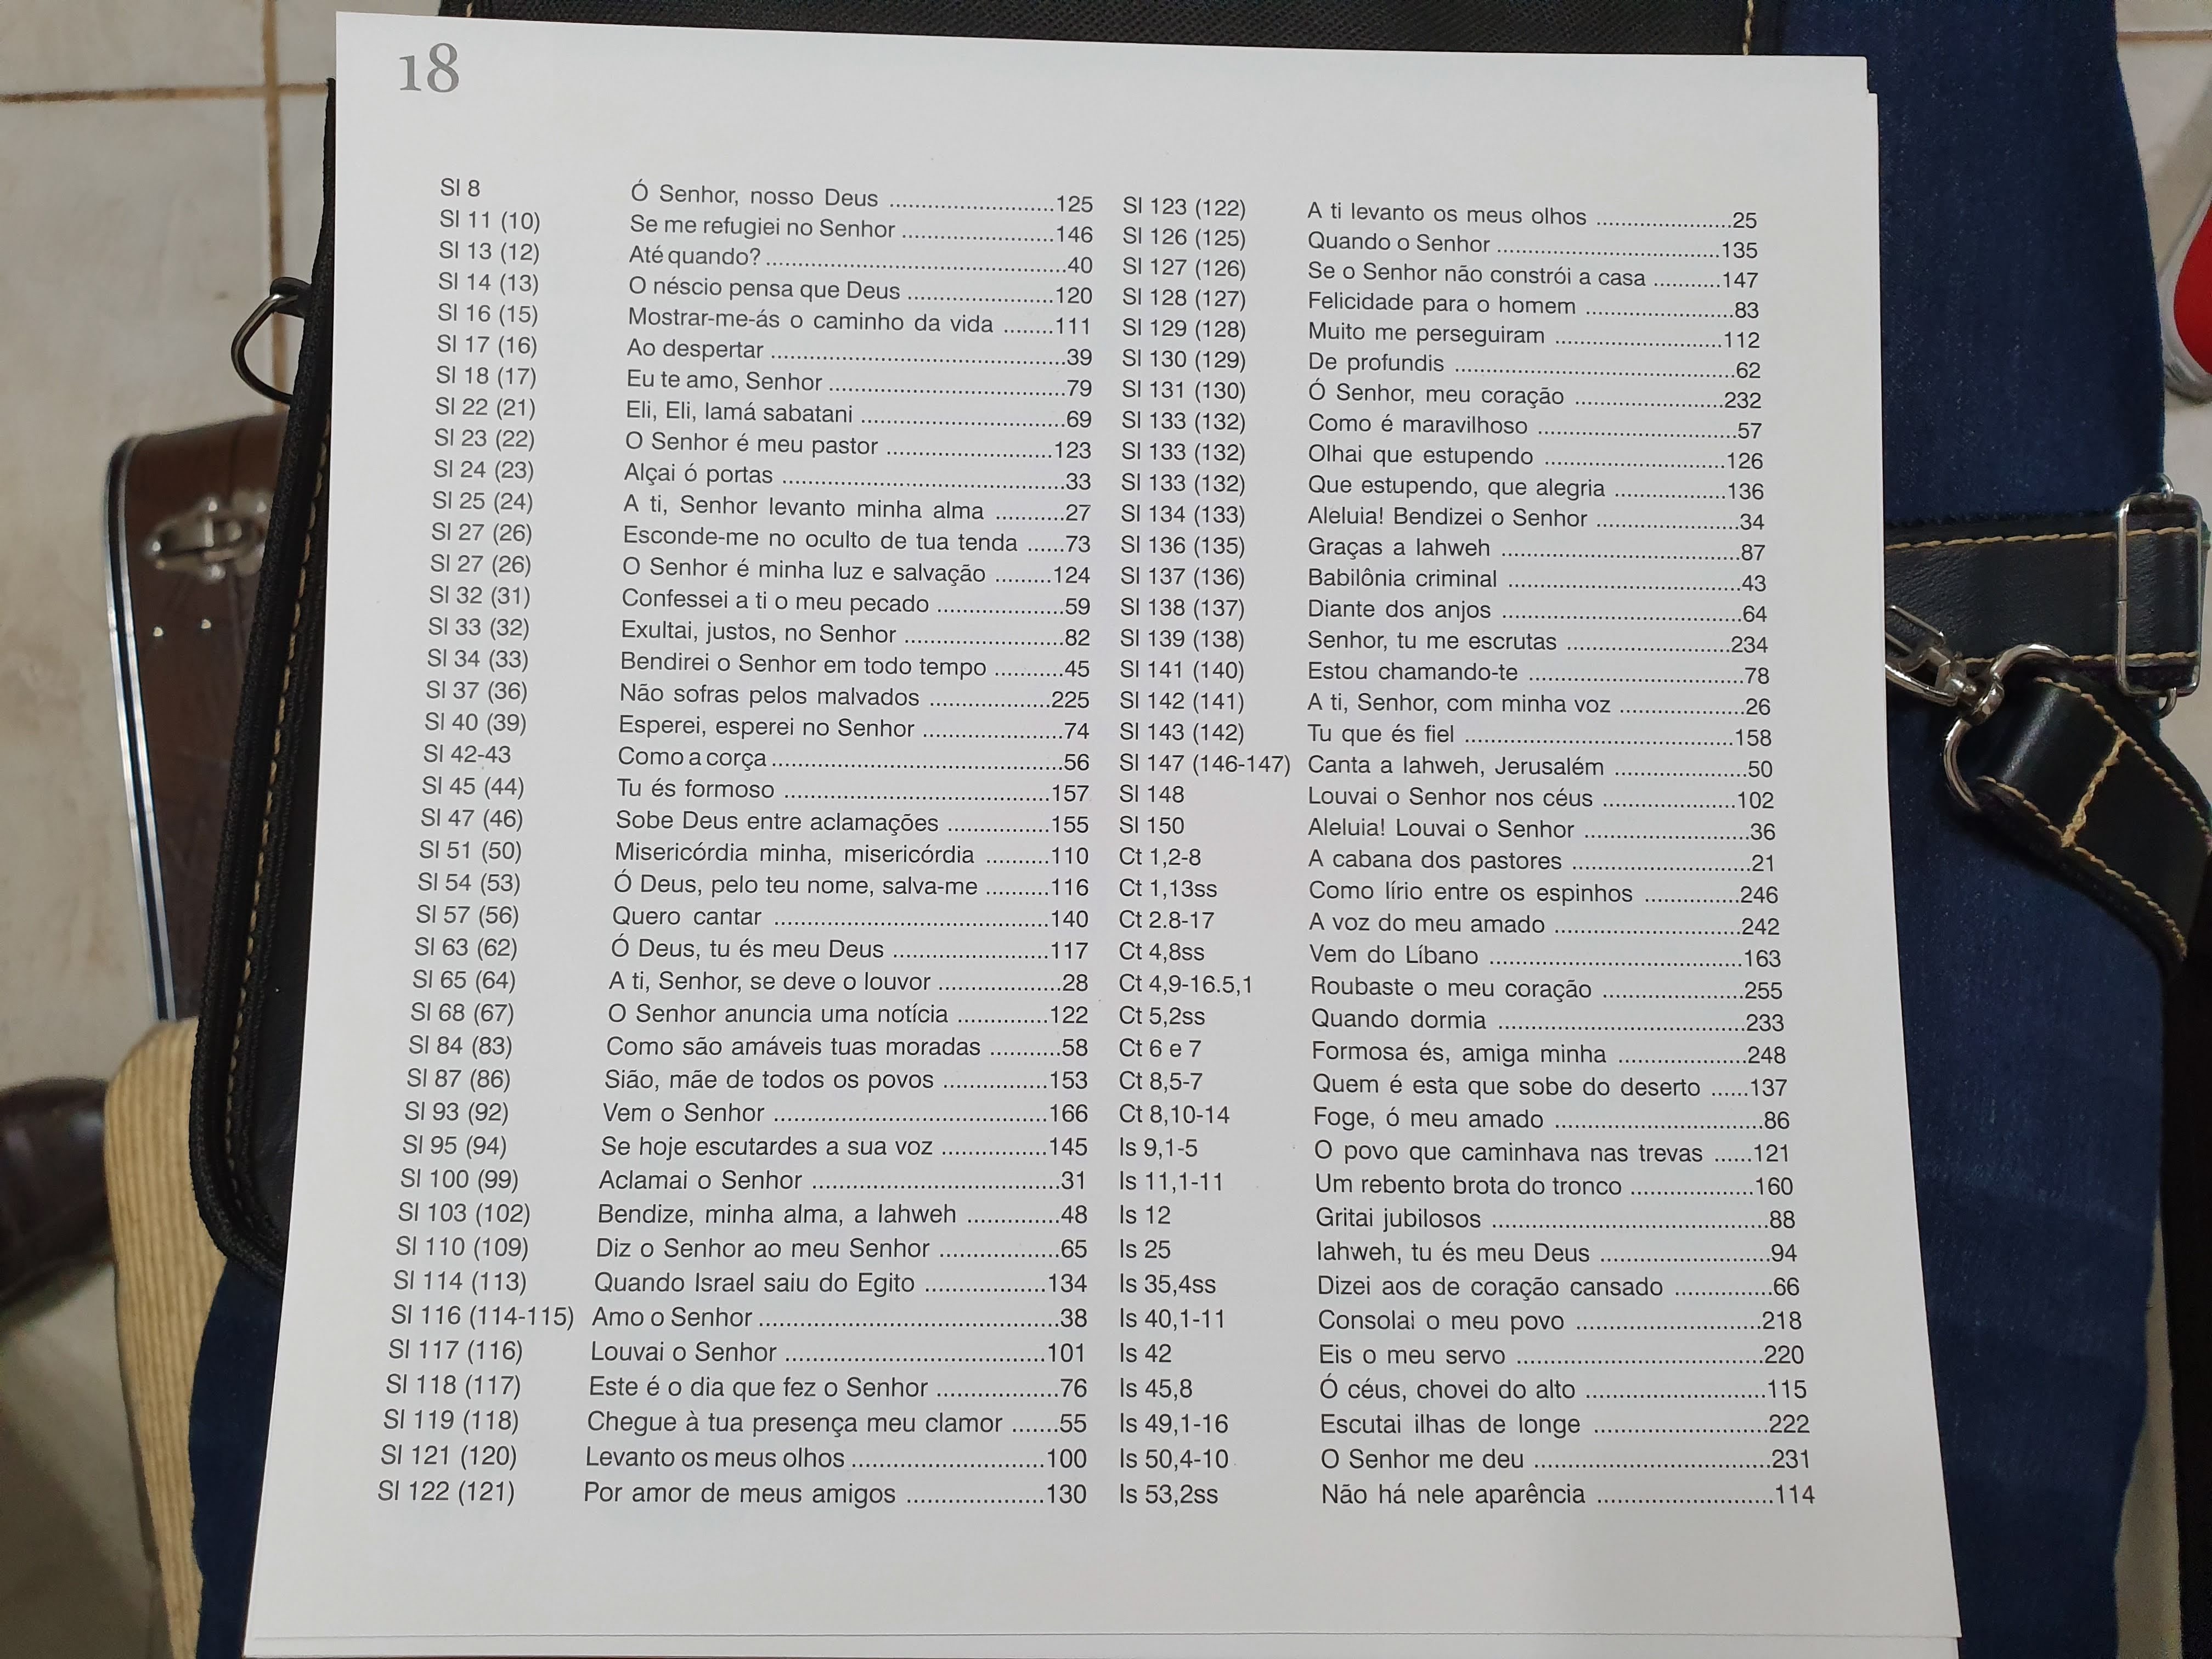 18
Sl 8 Ó Senhor, nosso Deus ..........................125
Sl 11 (10) Se me refugiei no Senhor ........................146
Sl 13 (12) Até quando? ................................................40
Sl 14 (13) O néscio pensa que Deus .......................120
Sl 16 (15) Mostrar-me-ás o caminho da vida ........111
Sl 17 (16) Ao despertar ...............................................39
Sl 18 (17) Eu te amo, Senhor ......................................79
Sl 22 (21) Eli, Eli, lamá sabatani .................................69
Sl 23 (22) O Senhor é meu pastor ..........................123
Sl 24 (23) Alçai ó portas .............................................33
Sl 25 (24) A ti, Senhor levanto minha alma ...........27
Sl 27 (26) Esconde-me no oculto de tua tenda ......73
Sl 27 (26) O Senhor é minha luz e salvação .........124
Sl 32 (31) Confessei a ti o meu pecado ....................59
Sl 33 (32) Exultai, justos, no Senhor .........................82
Sl 34 (33) Bendirei o Senhor em todo tempo ...........45
Sl 37 (36) Não sofras pelos malvados ...................225
Sl 40 (39) Esperei, esperei no Senhor ......................74
Sl 42-43 Como a corça ..............................................56
Sl 45 (44) Tu és formoso ..........................................157
Sl 47 (46) Sobe Deus entre aclamações ................155
Sl 51 (50) Misericórdia minha, misericórdia ..........110
Sl 54 (53) Ó Deus, pelo teu nome, salva-me .........116
Sl 57 (56) Quero cantar ...........................................140
Sl 63 (62) Ó Deus, tu és meu Deus ........................117
Sl 65 (64) A ti, Senhor, se deve o louvor ...................28
Sl 68 (67) O Senhor anuncia uma notícia ..............122
Sl 84 (83) Como são amáveis tuas moradas ...........58
Sl 87 (86) Sião, mãe de todos os povos ................153
Sl 93 (92) Vem o Senhor ..........................................166
Sl 95 (94) Se hoje escutardes a sua voz ................145
Sl 100 (99) Aclamai o Senhor ......................................31
Sl 103 (102) Bendize, minha alma, a Iahweh ..............48
Sl 110 (109) Diz o Senhor ao meu Senhor ...................65
Sl 114 (113) Quando Israel saiu do Egito ...................134
Sl 116 (114-115) Amo o Senhor ..............................................38
Sl 117 (116) Louvai o Senhor ........................................101
Sl 118 (117) Este é o dia que fez o Senhor ...................76
Sl 119 (118) Chegue à tua presença meu clamor .......55
Sl 121 (120) Levanto os meus olhos .............................100
Sl 122 (121) Por amor de meus amigos .....................130
Sl 123 (122) A ti levanto os meus olhos .....................25
Sl 126 (125) Quando o Senhor ...................................135
Sl 127 (126) Se o Senhor não constrói a casa ...........147
Sl 128 (127) Felicidade para o homem .......................83
Sl 129 (128) Muito me perseguiram ..........................112
Sl 130 (129) De profundis ............................................62
Sl 131 (130) Ó Senhor, meu coração .......................232
Sl 133 (132) Como é maravilhoso ...............................57
Sl 133 (132) Olhai que estupendo ............................126
Sl 133 (132) Que estupendo, que alegria .................136
Sl 134 (133) Aleluia! Bendizei o Senhor ......................34
Sl 136 (135) Graças a Iahweh .....................................87
Sl 137 (136) Babilônia criminal ....................................43
Sl 138 (137) Diante dos anjos .....................................64
Sl 139 (138) Senhor, tu me escrutas .........................234
Sl 141 (140) Estou chamando-te .................................78
Sl 142 (141) A ti, Senhor, com minha voz ...................26
Sl 143 (142) Tu que és fiel .........................................158
Sl 147 (146-147) Canta a Iahweh, Jerusalém .....................50
Sl 148 Louvai o Senhor nos céus .....................102
Sl 150 Aleluia! Louvai o Senhor ..........................36
Ct 1,2-8 A cabana dos pastores ............................21
Ct 1,13ss Como lírio entre os espinhos ...............246
Ct 2.8-17 A voz do meu amado ..............................242
Ct 4,8ss Vem do Líbano .......................................163
Ct 4,9-16.5,1 Roubaste o meu coração ......................255
Ct 5,2ss Quando dormia ......................................233
Ct 6 e 7 Formosa és, amiga minha ....................248
Ct 8,5-7 Quem é esta que sobe do deserto ......137
Ct 8,10-14 Foge, ó meu amado .................................86
Is 9,1-5 O povo que caminhava nas trevas ......121
Is 11,1-11 Um rebento brota do tronco ...................160
Is 12 Gritai jubilosos ...........................................88
Is 25 Iahweh, tu és meu Deus ..........................94
Is 35,4ss Dizei aos de coração cansado ...............66
Is 40,1-11 Consolai o meu povo .............................218
Is 42 Eis o meu servo .......................................220
Is 45,8 Ó céus, chovei do alto ............................115
Is 49,1-16 Escutai ilhas de longe ...........................222
Is 50,4-10 O Senhor me deu .....................................231
Is 53,2ss Não há nele aparência ...........................114